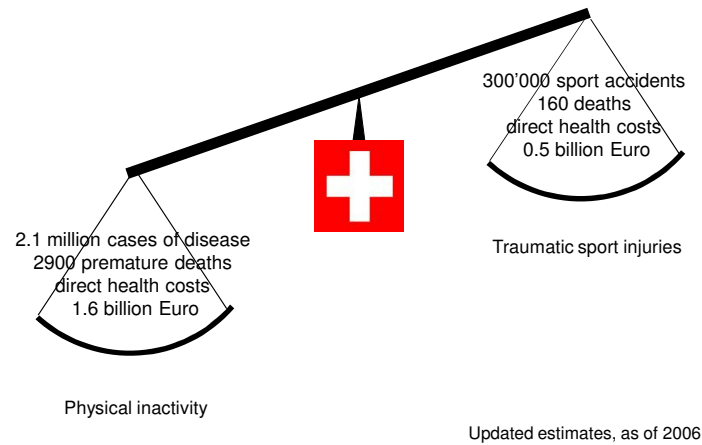 300'000 sport accidents
160 deaths
direct health costs
0.5 billion Euro
Traumatic sport injuries
2.1 million cases of disease
2900 premature deaths
direct health costs
1.6 billion Euro
Physical inactivity
Updated estimates, as of 2006